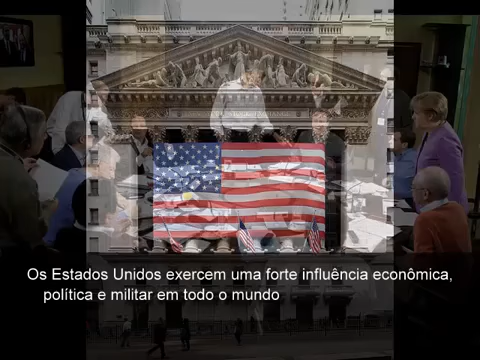 Os Estados Unidos exercem uma forte influência econômica,
política e militar em todo o mundo